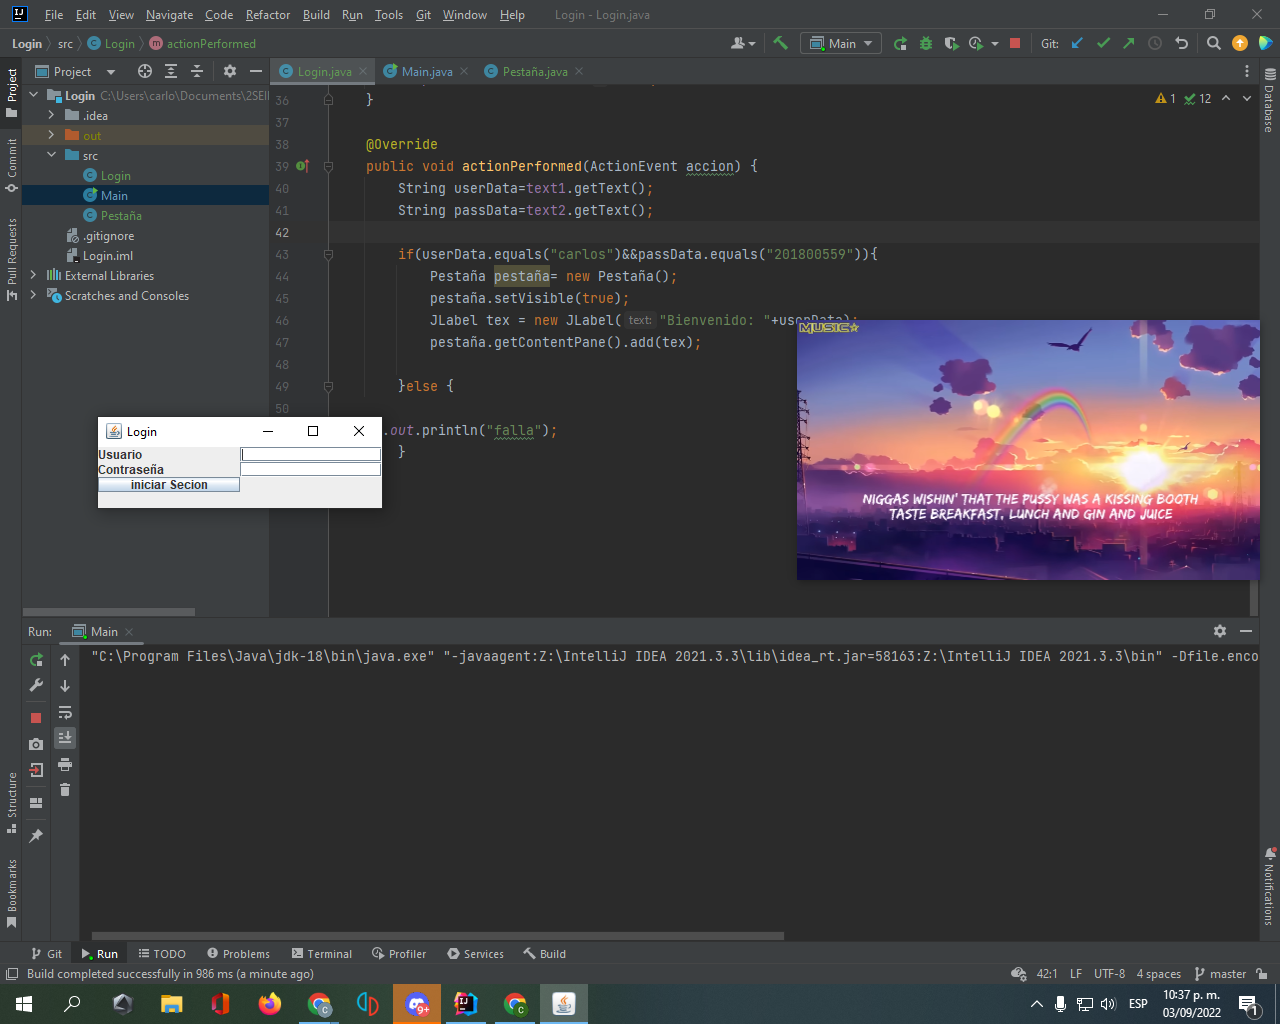 File Edit View Navigate Code Refactor Build Run Tools Git Window Help Login - Login.java
Login src Login actionPerformed
Main Git:
Project
Login.java Main.java Pestaña.java
Login C:\Users\carlo\Documents\2SEII
.idea
out
src
Login
Main
Pestaña
.gitignore
Login.iml
External Libraries
Scratches and Consoles
Project
Commit
Pull Requests
Structure
Bookmarks
Database
Notifications
1 12
36 }
37
38 @Override
39 public void actionPerformed(ActionEvent accion) {
40 String userData=text1.getText();
41 String passData=text2.getText();
42
43 if(userData.equals("carlos")&&passData.equals("201800559")){
44 Pestaña pestaña= new Pestaña();
45 pestaña.setVisible(true);
46 JLabel tex = new JLabel( text: "Bienvenido: "+userData);
47 pestaña.getContentPane().add(tex);
48
49 }else {
50
.out.println("falla");
}
Login
Usuario
Contraseña
iniciar Secion
MUSIC
NIGGAS WISHIN' THAT THE PUSSY WAS A KISSING BOOTH
TASTE BREAKFAST, LUNCH AND GIN AND JUICE
Run: Main
"C:\Program Files\Java\jdk-18\bin\java.exe" "-javaagent:Z:\IntelliJ IDEA 2021.3.3\lib\idea_rt.jar=58163:Z:\IntelliJ IDEA 2021.3.3\bin" -Dfile.enco
Git Run TODO Problems Terminal Profiler Services Build
Build completed successfully in 986 ms (a minute ago)
42:1 LF UTF-8 4 spaces master
9+
ESP
10:37 p. m.
03/09/2022
1